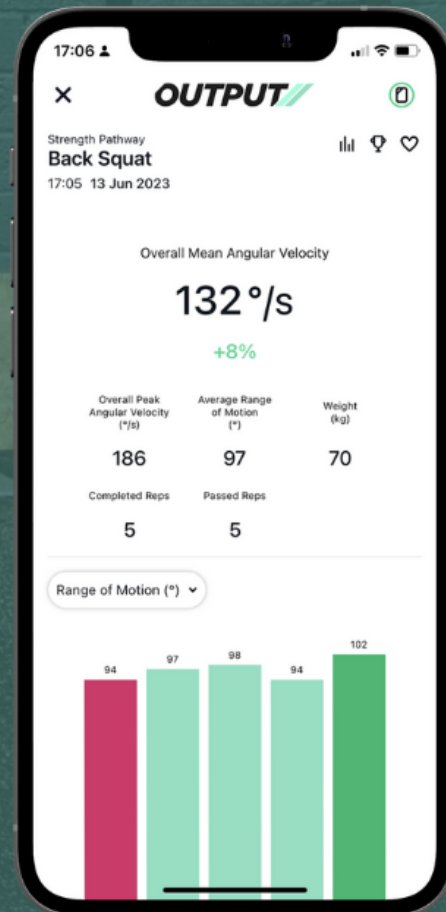 17:06
OUTPUT
Strength Pathway
Back Squat
17:05 13 Jun 2023
Overall Mean Angular Velocity
132°/s
+8%
Overall Peak
Angular Velocity
(°/s)
186
Average Range
of Motion
(°)
97
Weight
(kg)
70
Completed Reps
5
Passed Reps
5
Range of Motion (°)
94
97
98
94
102